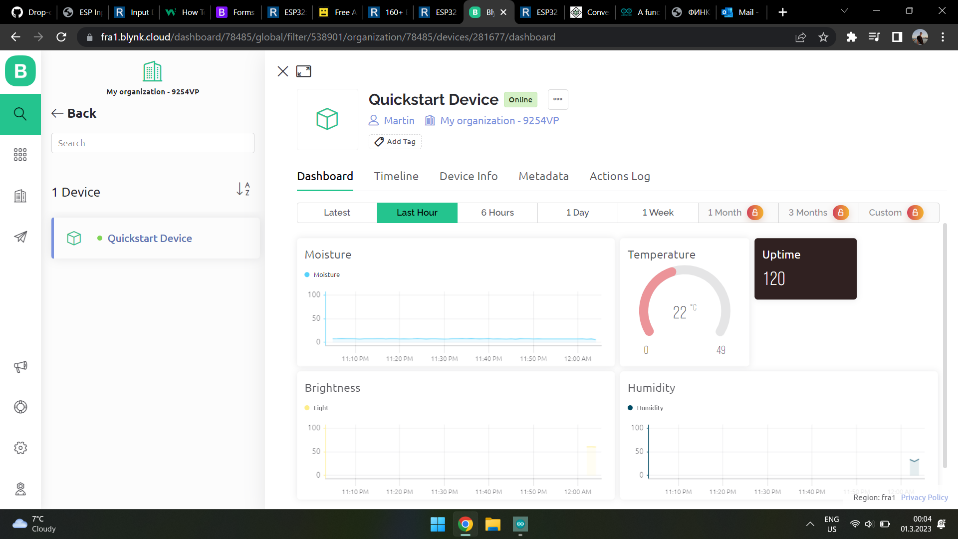 Drop-
ESP Inp
Input I
How T
Forms
ESP32
Free A
160+ I
ESP32
Bly
ESP32
Conve
A func
ФИНК
Mail -
fra1.blynk.cloud/dashboard/78485/global/filter/538901/organization/78485/devices/281677/dashboard
B
My organization - 9254VP
Back
Search
1 Device
A
Z
Quickstart Device
Quickstart Device Online
Martin My organization - 9254VP
Add Tag
Dashboard Timeline Device Info Metadata Actions Log
Latest Last Hour 6 Hours 1 Day 1 Week 1 Month 3 Months Custom
Moisture
Moisture
100
50
0
11:10 PM 11:20 PM 11:30 PM 11:40 PM 11:50 PM 12:00 AM
Temperature
22 °C
0 49
Uptime
120
Brightness
Light
100
50
0
11:10 PM 11:20 PM 11:30 PM 11:40 PM 11:50 PM 12:00 AM
Humidity
Humidity
100
50
0
11:10 PM 11:20 PM 11:30 PM 11:40 PM
Region: fra1 Privacy Policy
7°C
Cloudy
ENG
US
00:04
01.3.2023